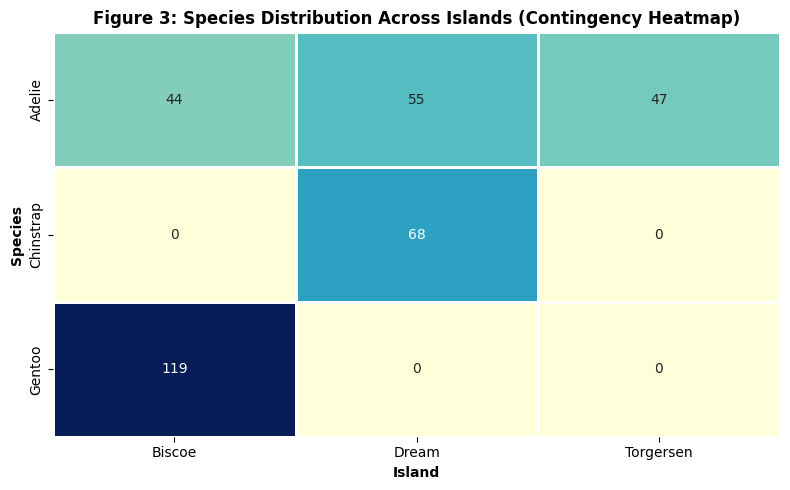 Figure 3: Species Distribution Across Islands (Contingency Heatmap)
Species
Adelie
44 55 47
Chinstrap
0 68 0
Gentoo
119 0 0
Biscoe Dream Torgersen
Island